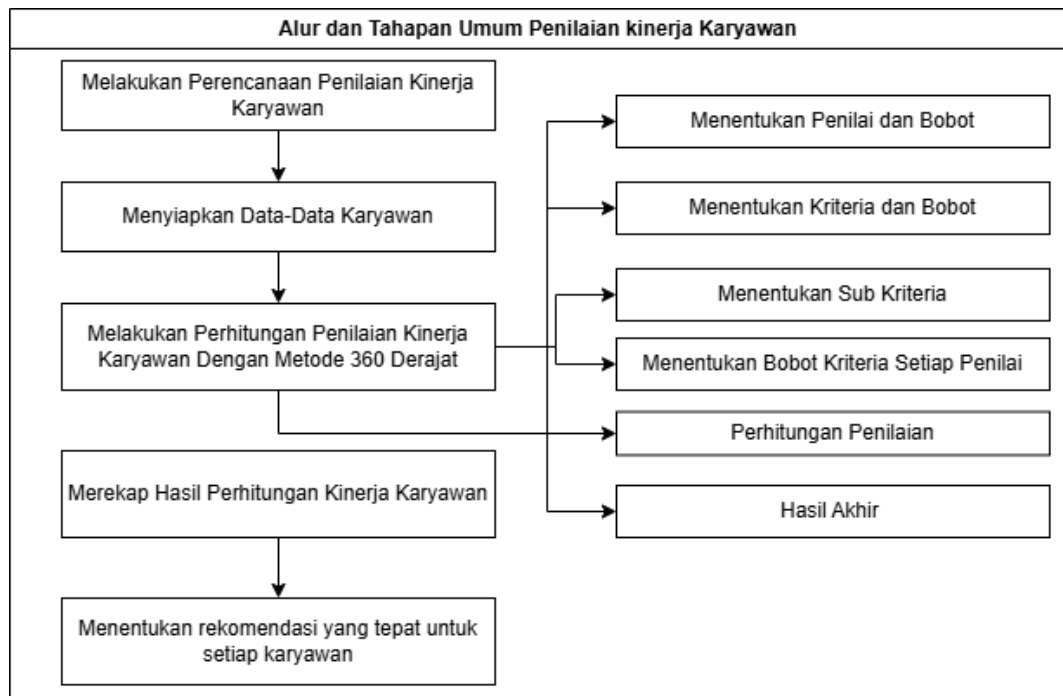 Alur dan Tahapan Umum Penilaian kinerja Karyawan
Melakukan Perencanaan Penilaian Kinerja
Karyawan
Menyiapkan Data-Data Karyawan
Melakukan Perhitungan Penilaian Kinerja
Karyawan Dengan Metode 360 Derajat
Merekap Hasil Perhitungan Kinerja Karyawan
Menentukan rekomendasi yang tepat untuk
setiap karyawan
Menentukan Penilai dan Bobot
Menentukan Kriteria dan Bobot
Menentukan Sub Kriteria
Menentukan Bobot Kriteria Setiap Penilai
Perhitungan Penilaian
Hasil Akhir